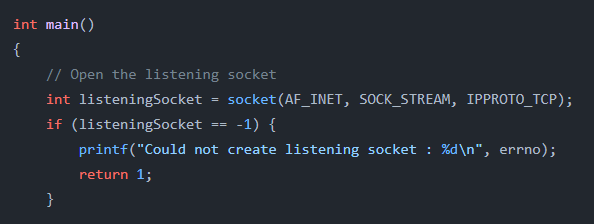 int main()
{
    // Open the listening socket
    int listeningSocket = socket(AF_INET, SOCK_STREAM, IPPROTO_TCP);
    if (listeningSocket == -1) {
        printf("Could not create listening socket : %d\n", errno);
        return 1;
    }